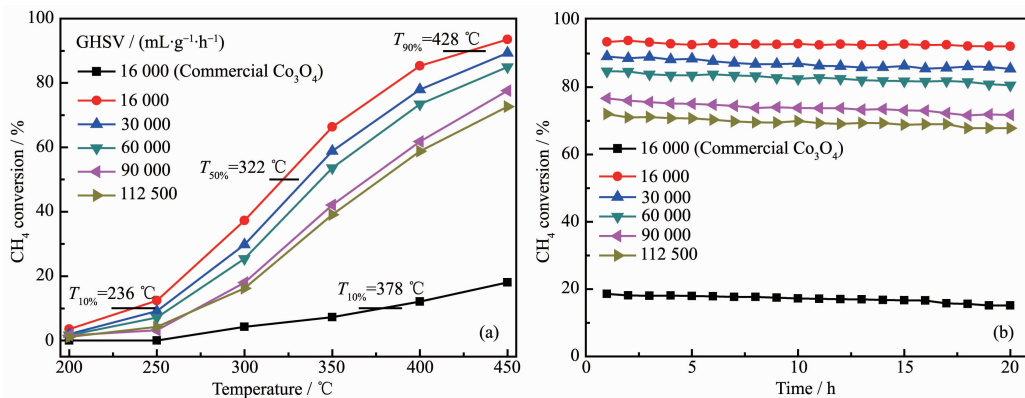 100
80
60
40
20
0
CH₄ conversion / %
GHSV / (mL·g⁻¹·h⁻¹)
16 000 (Commercial Co₃O₄)
16 000
30 000
60 000
90 000
112 500
T₉₀%=428 ℃
T₅₀%=322 ℃
T₁₀%=236 ℃
T₁₀%=378 ℃
(a)
200 250 300 350 400 450
Temperature / ℃
100
80
60
40
20
0
CH₄ conversion / %
16 000 (Commercial Co₃O₄)
16 000
30 000
60 000
90 000
112 500
(b)
0 5 10 15 20
Time / h